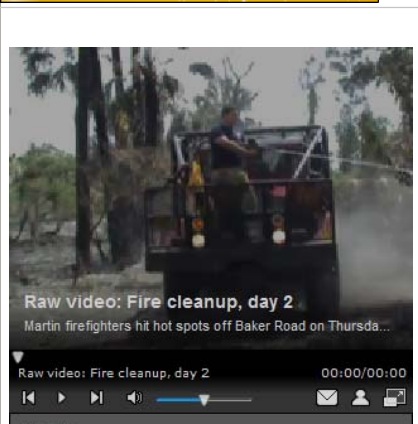 Raw video: Fire cleanup, day 2
Martin firefighters hit hot spots off Baker Road on Thursda...
Raw video: Fire cleanup, day 2 00:00/00:00